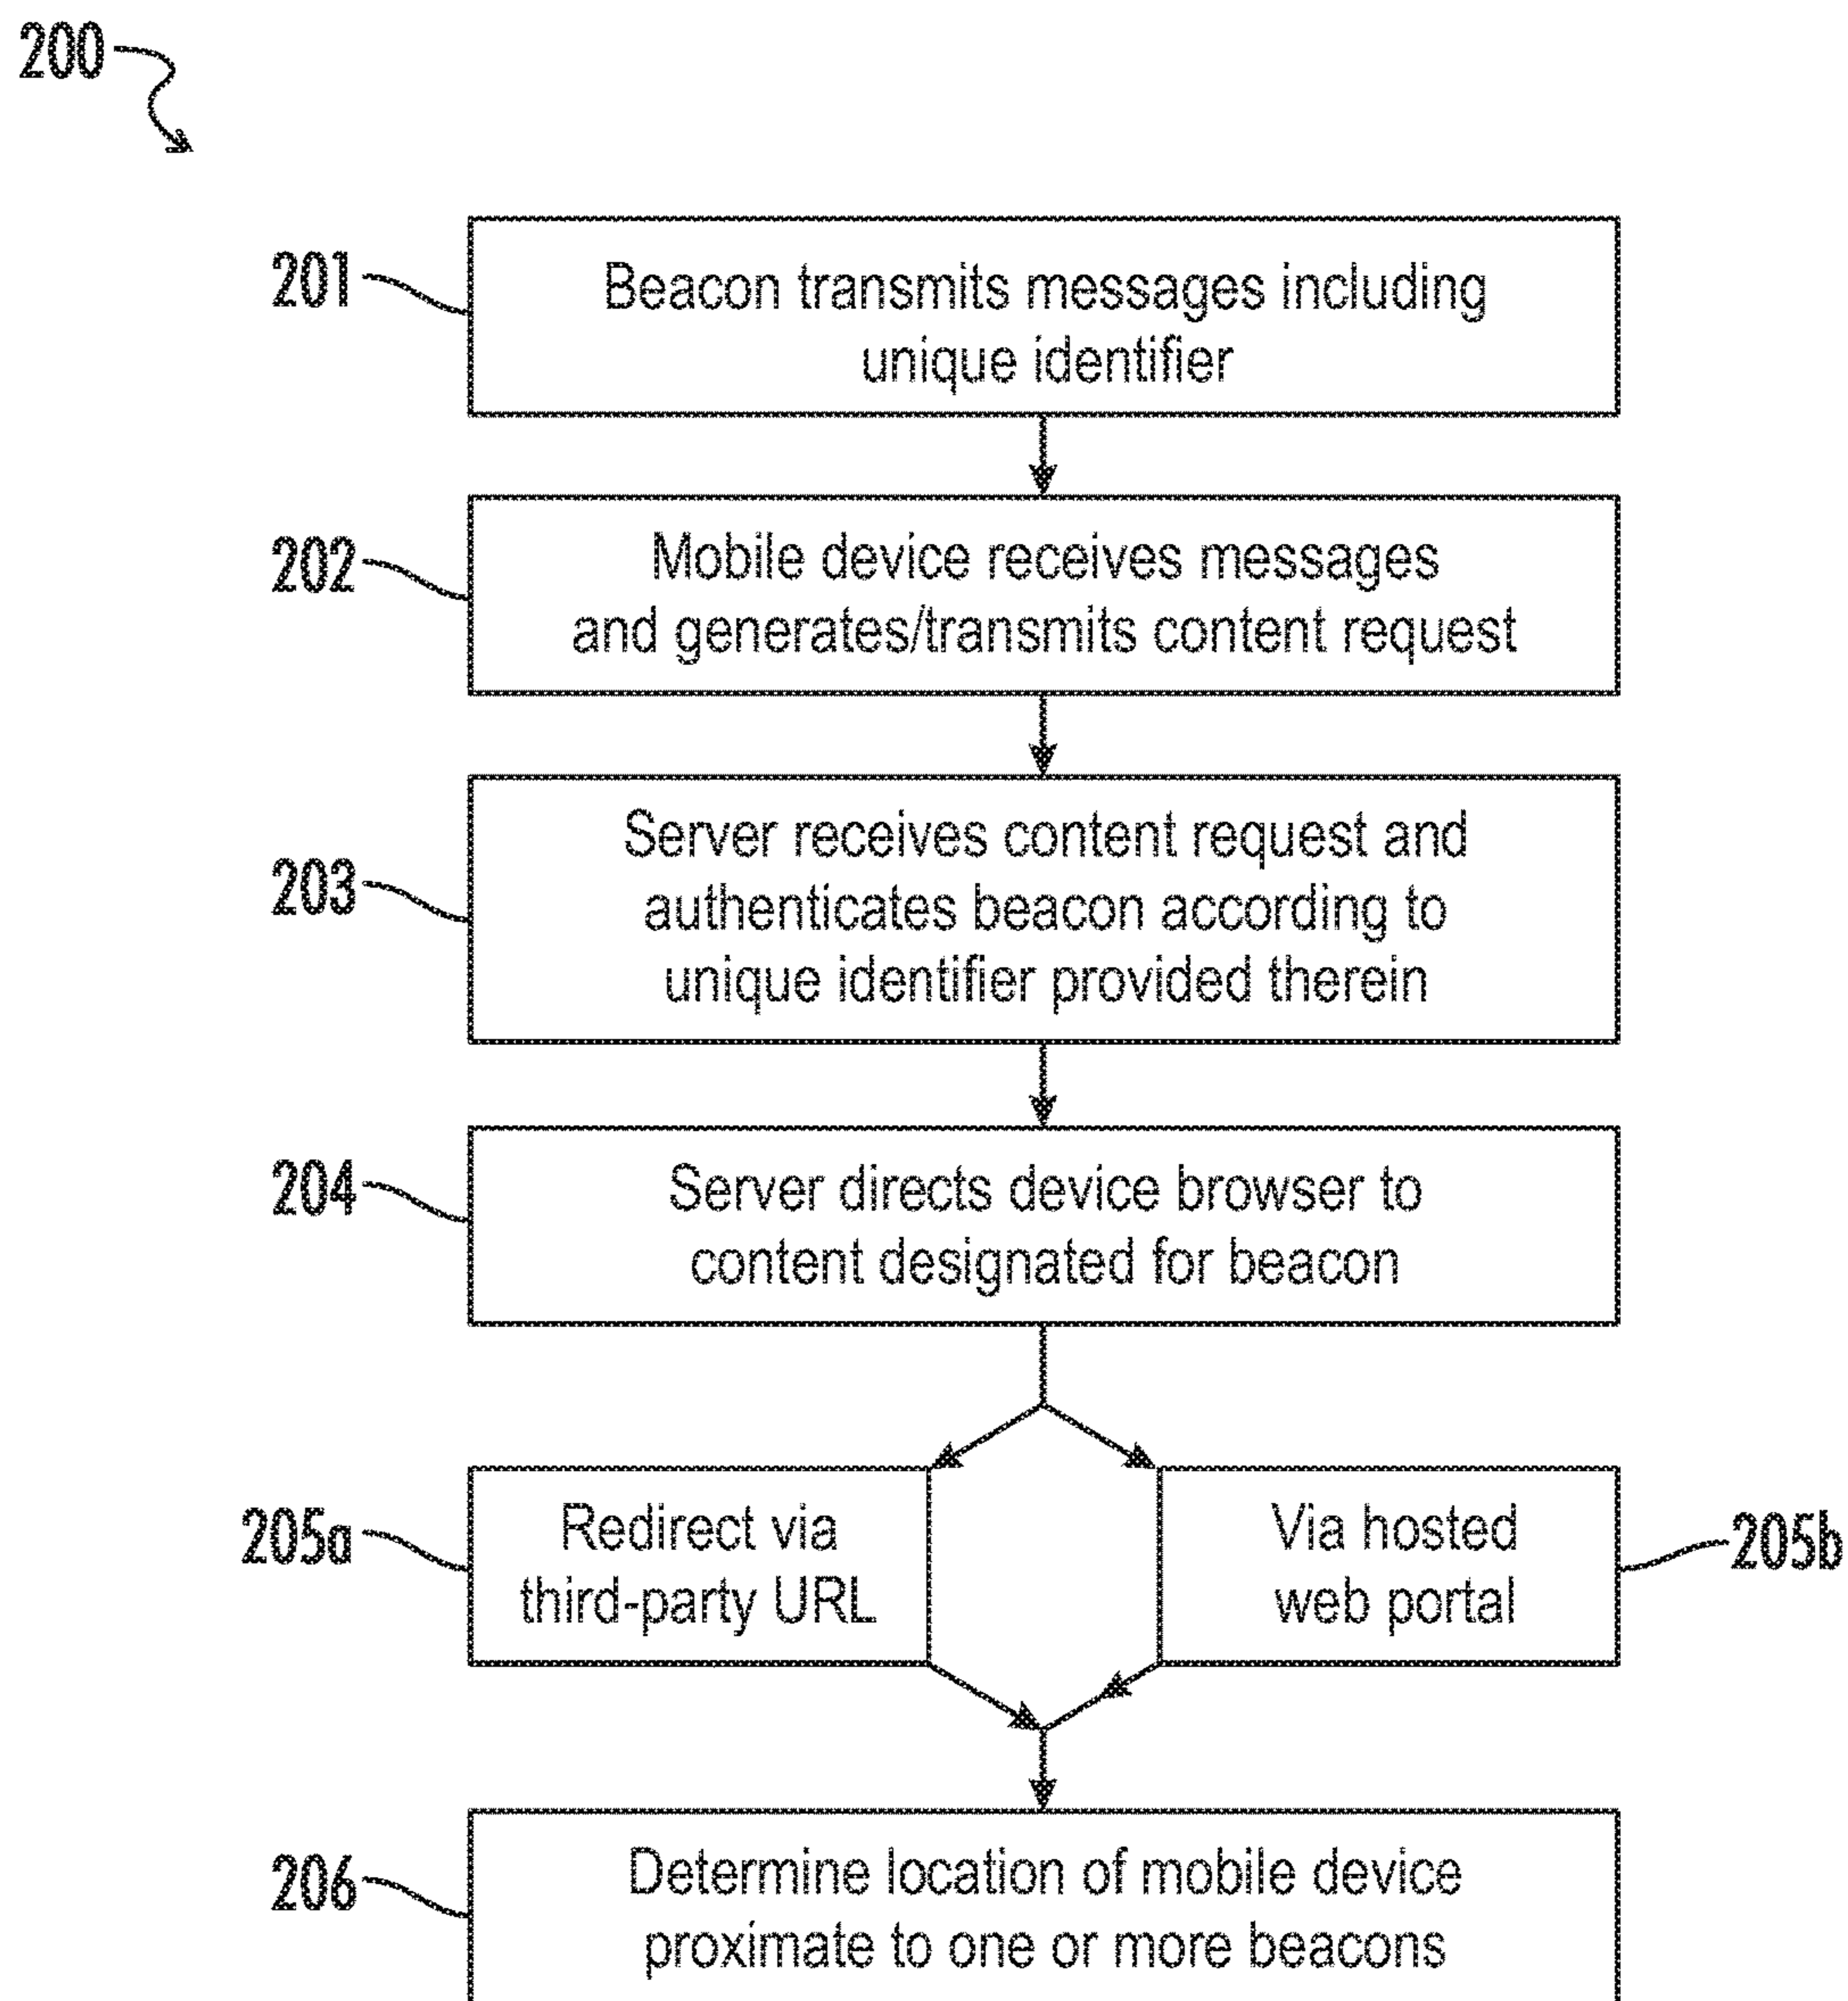 200
201
Beacon transmits messages including
unique identifier
202
Mobile device receives messages
and generates/transmits content request
203
Server receives content request and
authenticates beacon according to
unique identifier provided therein
204
Server directs device browser to
content designated for beacon
205a
Redirect via
third-party URL
Via hosted
web portal
205b
206
Determine location of mobile device
proximate to one or more beacons